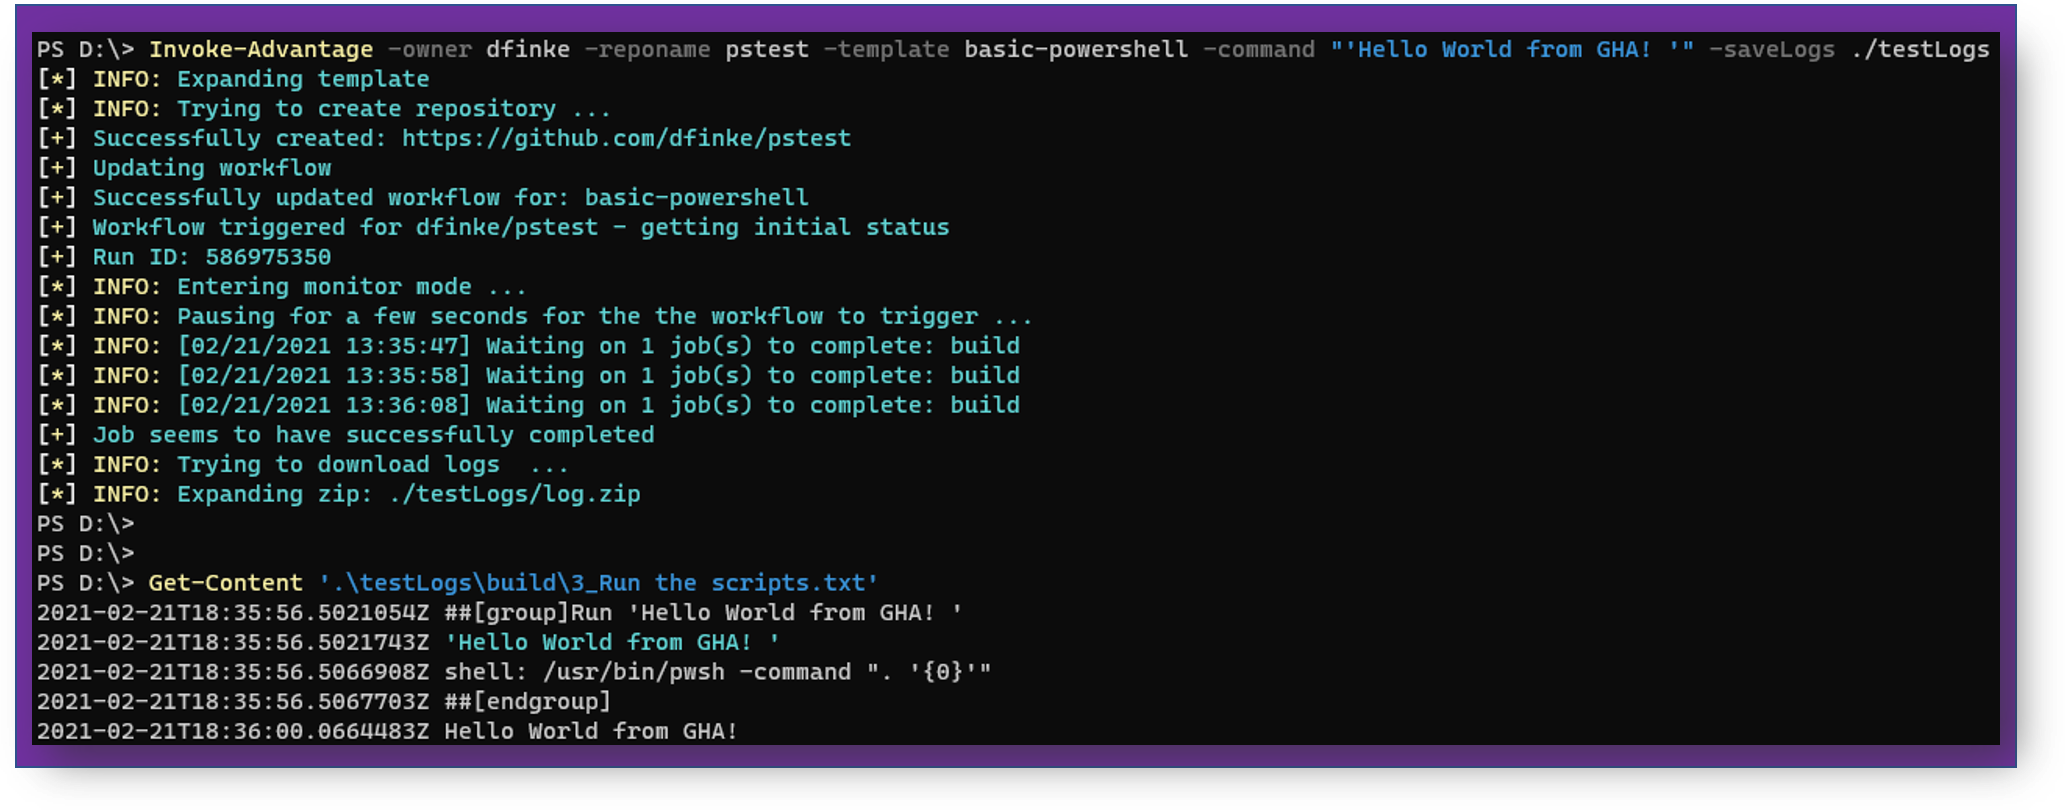 PS D:\> Invoke-Advantage -owner dfinke -reponame pstest -template basic-powershell -command "'Hello World from GHA! '" -saveLogs ./testLogs
[*] INFO: Expanding template
[*] INFO: Trying to create repository ...
[+] Successfully created: https://github.com/dfinke/pstest
[+] Updating workflow
[+] Successfully updated workflow for: basic-powershell
[+] Workflow triggered for dfinke/pstest - getting initial status
[+] Run ID: 586975350
[*] INFO: Entering monitor mode ...
[*] INFO: Pausing for a few seconds for the the workflow to trigger ...
[*] INFO: [02/21/2021 13:35:47] Waiting on 1 job(s) to complete: build
[*] INFO: [02/21/2021 13:35:58] Waiting on 1 job(s) to complete: build
[*] INFO: [02/21/2021 13:36:08] Waiting on 1 job(s) to complete: build
[+] Job seems to have successfully completed
[*] INFO: Trying to download logs  ...
[*] INFO: Expanding zip: ./testLogs/log.zip
PS D:\>
PS D:\>
PS D:\> Get-Content '.\testLogs\build\3_Run the scripts.txt'
2021-02-21T18:35:56.5021054Z ##[group]Run 'Hello World from GHA! '
2021-02-21T18:35:56.5021743Z 'Hello World from GHA! '
2021-02-21T18:35:56.5066908Z shell: /usr/bin/pwsh -command ". '{0}'"
2021-02-21T18:35:56.5067703Z ##[endgroup]
2021-02-21T18:36:00.0664483Z Hello World from GHA!